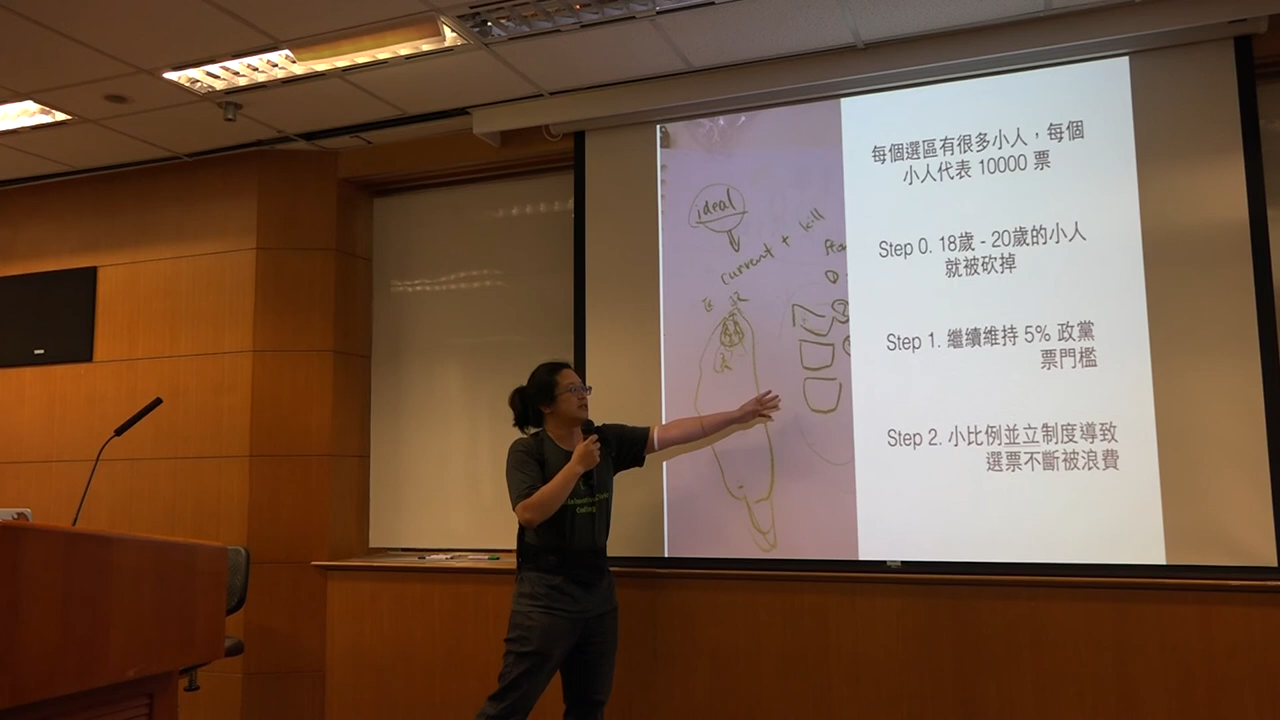 ideal
current + kill
每個選區有很多小人，每個
小人代表 10000 票
Step 0. 18歲 - 20歲的小人
就被砍掉
Step 1. 繼續維持 5% 政黨
票門檻
Step 2. 小比例並立制度導致
選票不斷被浪費